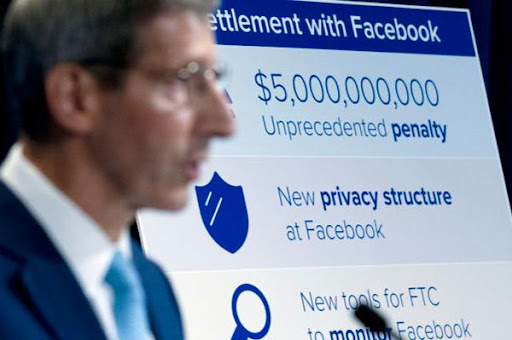 ettlement with Facebook
$5,000,000,000
Unprecedented penalty
New privacy structure
at Facebook
New tools for FTC
to monitor Facebook